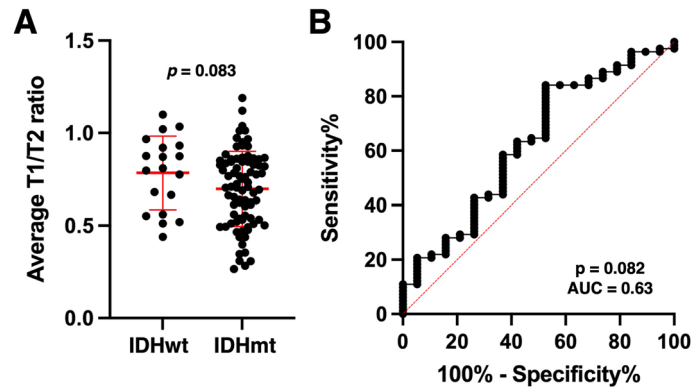 A
Average T1/T2 ratio
1.5
1.0
0.5
0.0
p = 0.083
IDHwt
IDHmt
B
Sensitivity%
100
80
60
40
20
0
p = 0.082
AUC = 0.63
0 20 40 60 80 100
100% - Specificity%